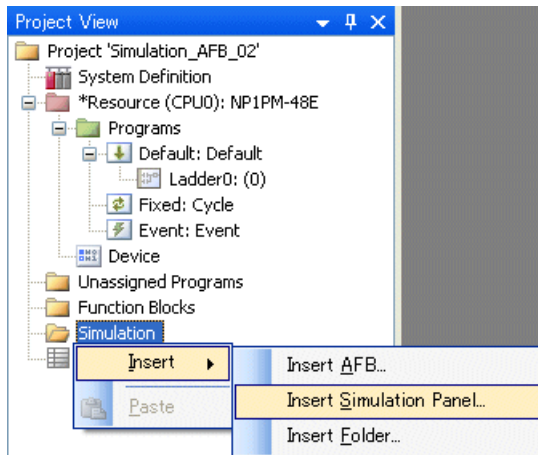 Project View
Project 'Simulation_AFB_02'
System Definition
*Resource (CPU0): NP1PM-48E
Programs
Default: Default
Ladder0: (0)
Fixed: Cycle
Event: Event
Device
Unassigned Programs
Function Blocks
Simulation
Insert
Paste
Insert AFB...
Insert Simulation Panel...
Insert Folder...